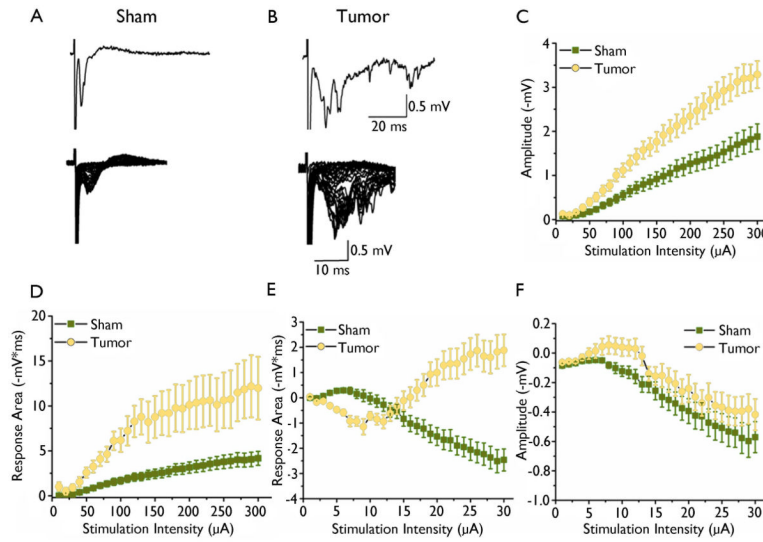 A
Sham
B
Tumor
0.5 mV
20 ms
0.5 mV
10 ms
C
Sham
Tumor
Amplitude (-mV)
4
3
2
1
0
0 50 100 150 200 250 300
Stimulation Intensity (µA)
D
Sham
Tumor
Response Area (-mV*ms)
20
15
10
5
0
0 50 100 150 200 250 300
Stimulation Intensity (µA)
E
Sham
Tumor
Response Area (-mV*ms)
3
2
1
0
-1
-2
-3
-4
0 5 10 15 20 25 30
Stimulation Intensity (µA)
F
Sham
Tumor
Amplitude (-mV)
0.2
0.0
-0.2
-0.4
-0.6
-0.8
-1.0
0 5 10 15 20 25 30
Stimulation Intensity (µA)